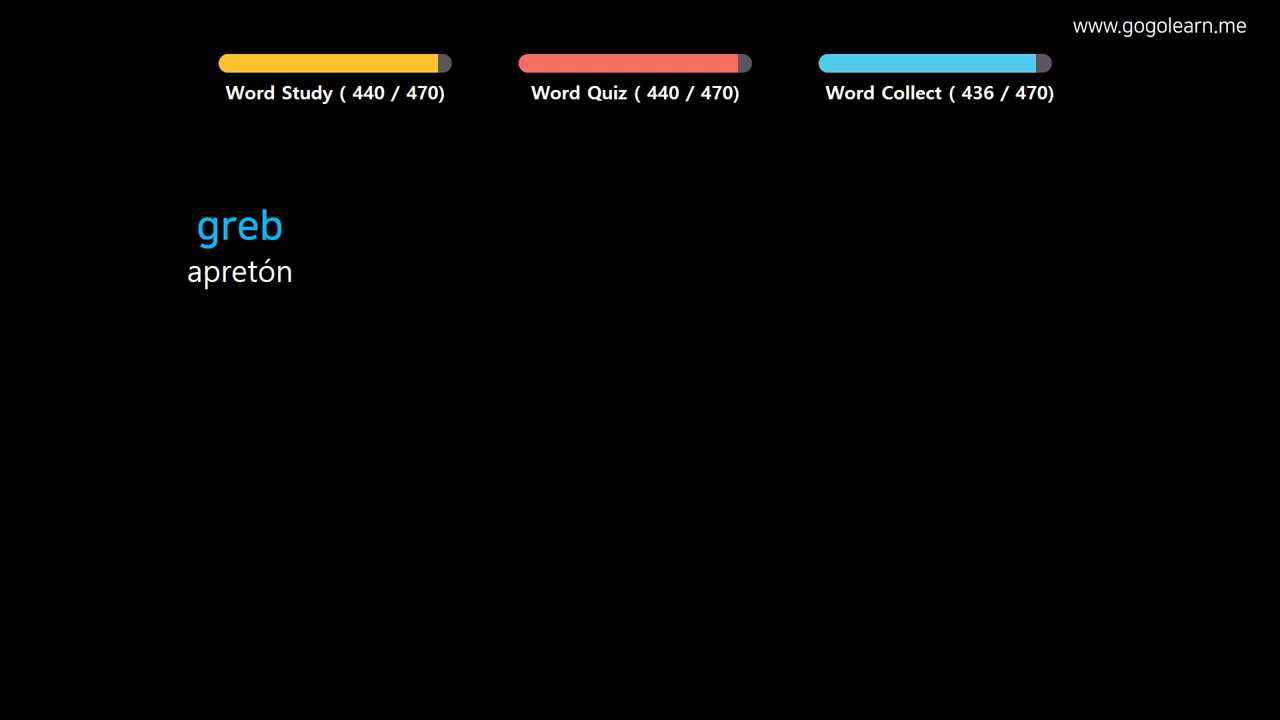 www.gogolearn.me
Word Study ( 440 / 470)
Word Quiz ( 440 / 470)
Word Collect ( 436 / 470)
greb
apretón